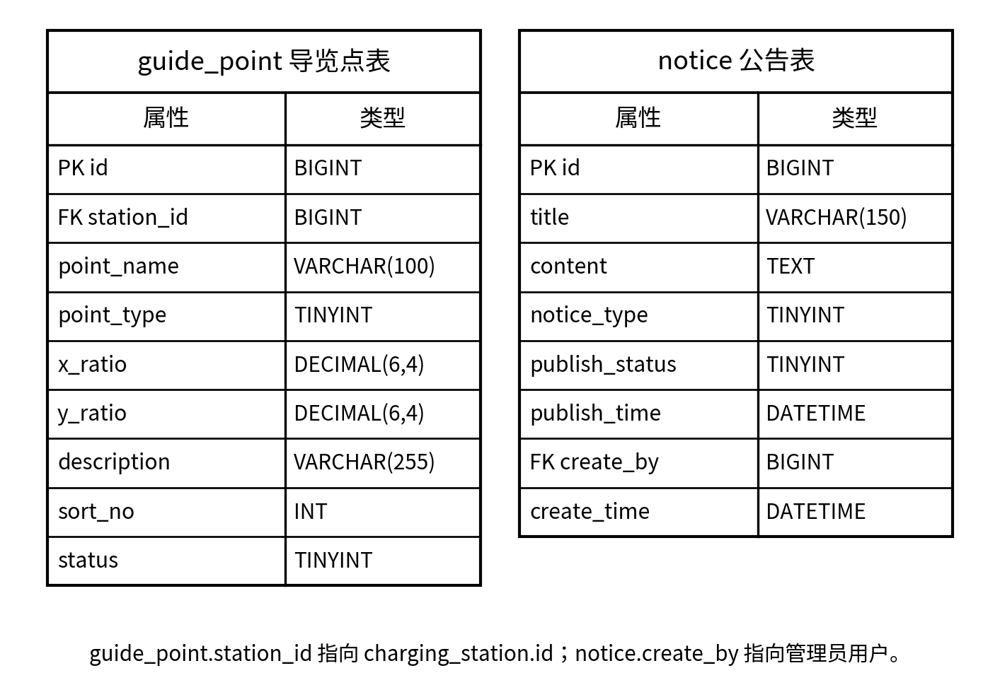 guide_point 导览点表
属性 类型
PK id BIGINT
FK station_id BIGINT
point_name VARCHAR(100)
point_type TINYINT
x_ratio DECIMAL(6,4)
y_ratio DECIMAL(6,4)
description VARCHAR(255)
sort_no INT
status TINYINT
notice 公告表
属性 类型
PK id BIGINT
title VARCHAR(150)
content TEXT
notice_type TINYINT
publish_status TINYINT
publish_time DATETIME
FK create_by BIGINT
create_time DATETIME
guide_point.station_id 指向 charging_station.id；notice.create_by 指向管理员用户。